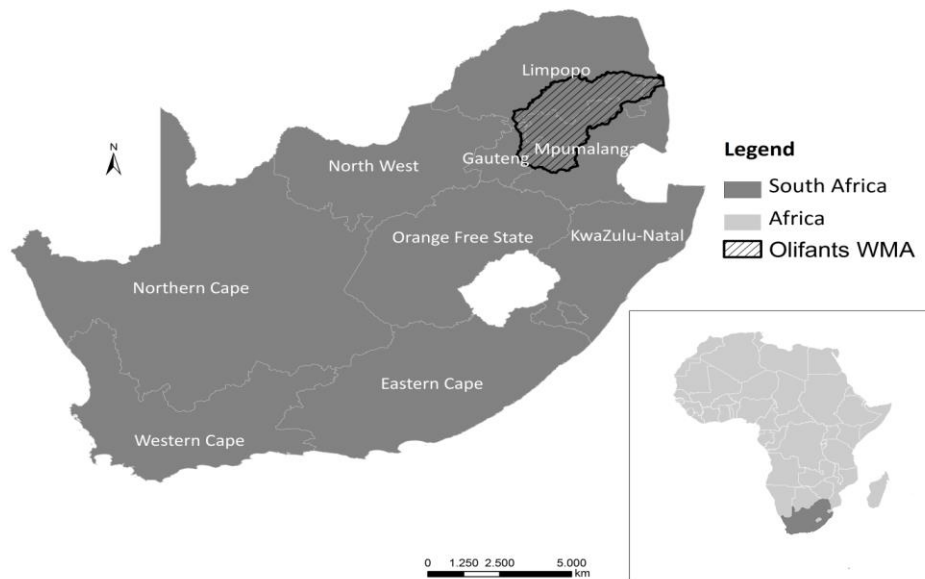 Limpopo
Mpumalanga
Gauteng
North West
Orange Free State
KwaZulu-Natal
Northern Cape
Eastern Cape
Western Cape
N
Legend
South Africa
Africa
Olifants WMA
0 1.250 2.500 5.000
km